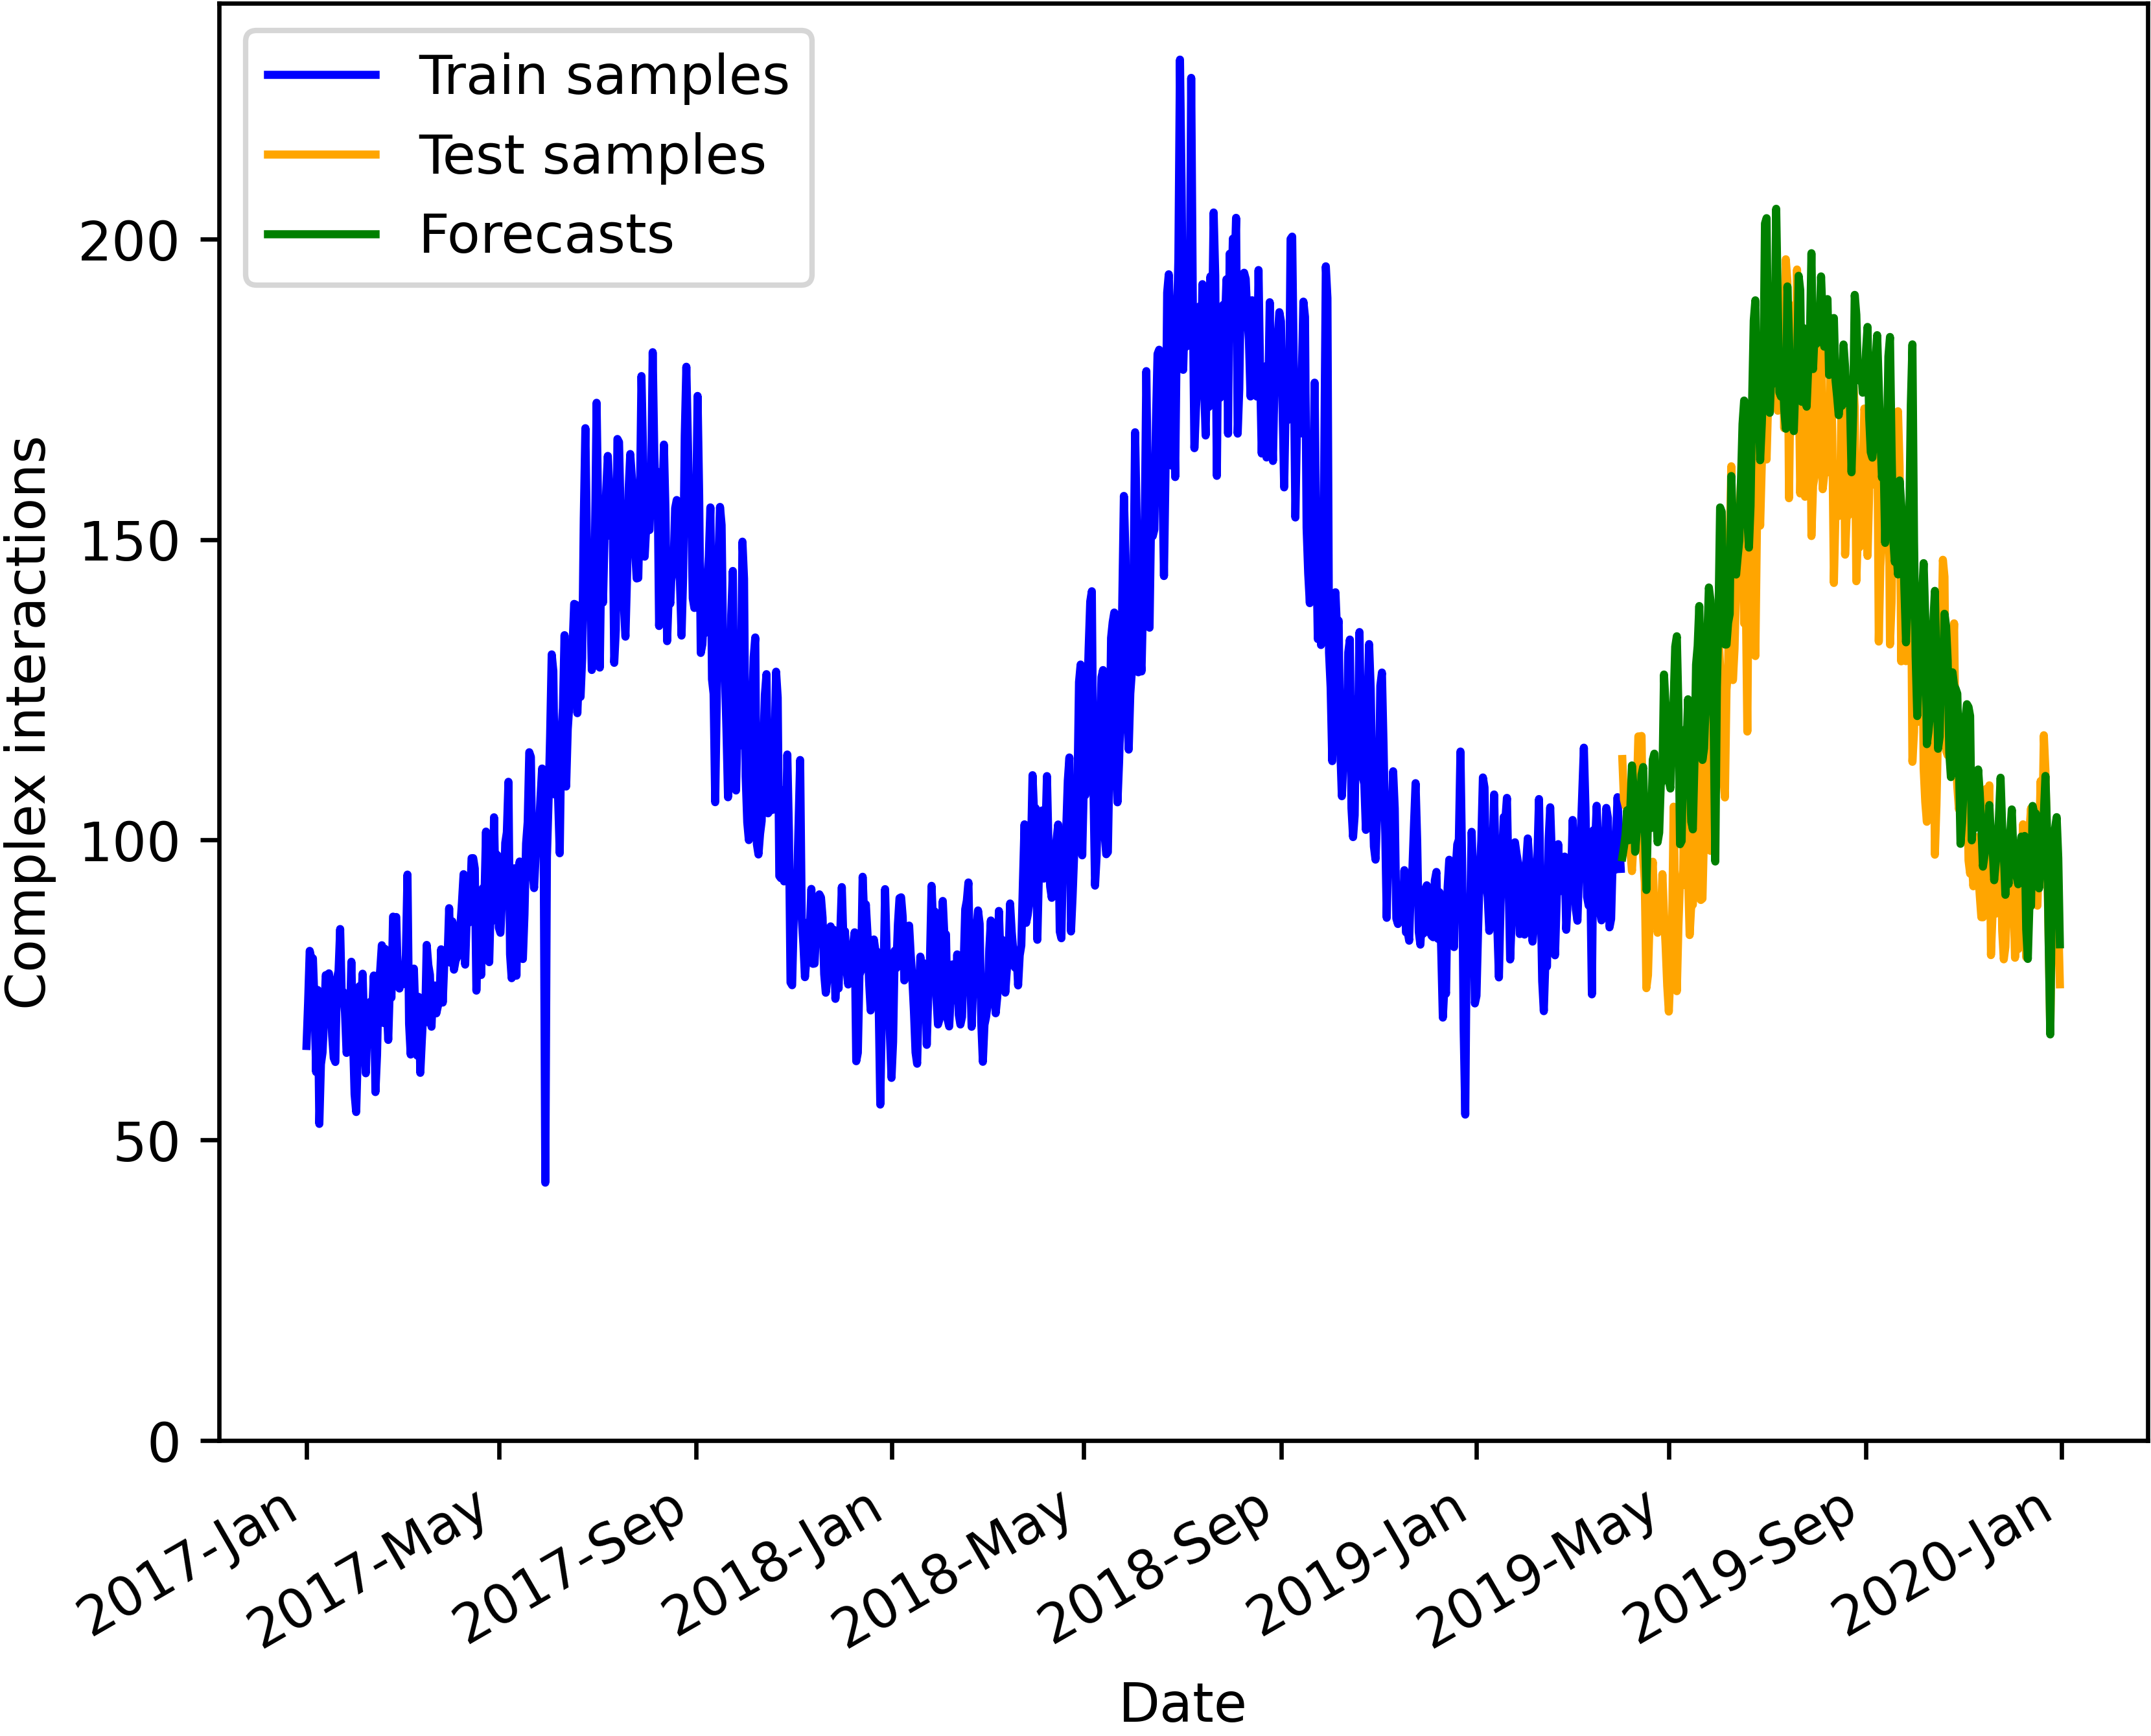 Train samples
Test samples
Forecasts
Complex interactions
200
150
100
50
0
2017-Jan
2017-May
2017-Sep
2018-Jan
2018-May
2018-Sep
2019-Jan
2019-May
2019-Sep
2020-Jan
Date